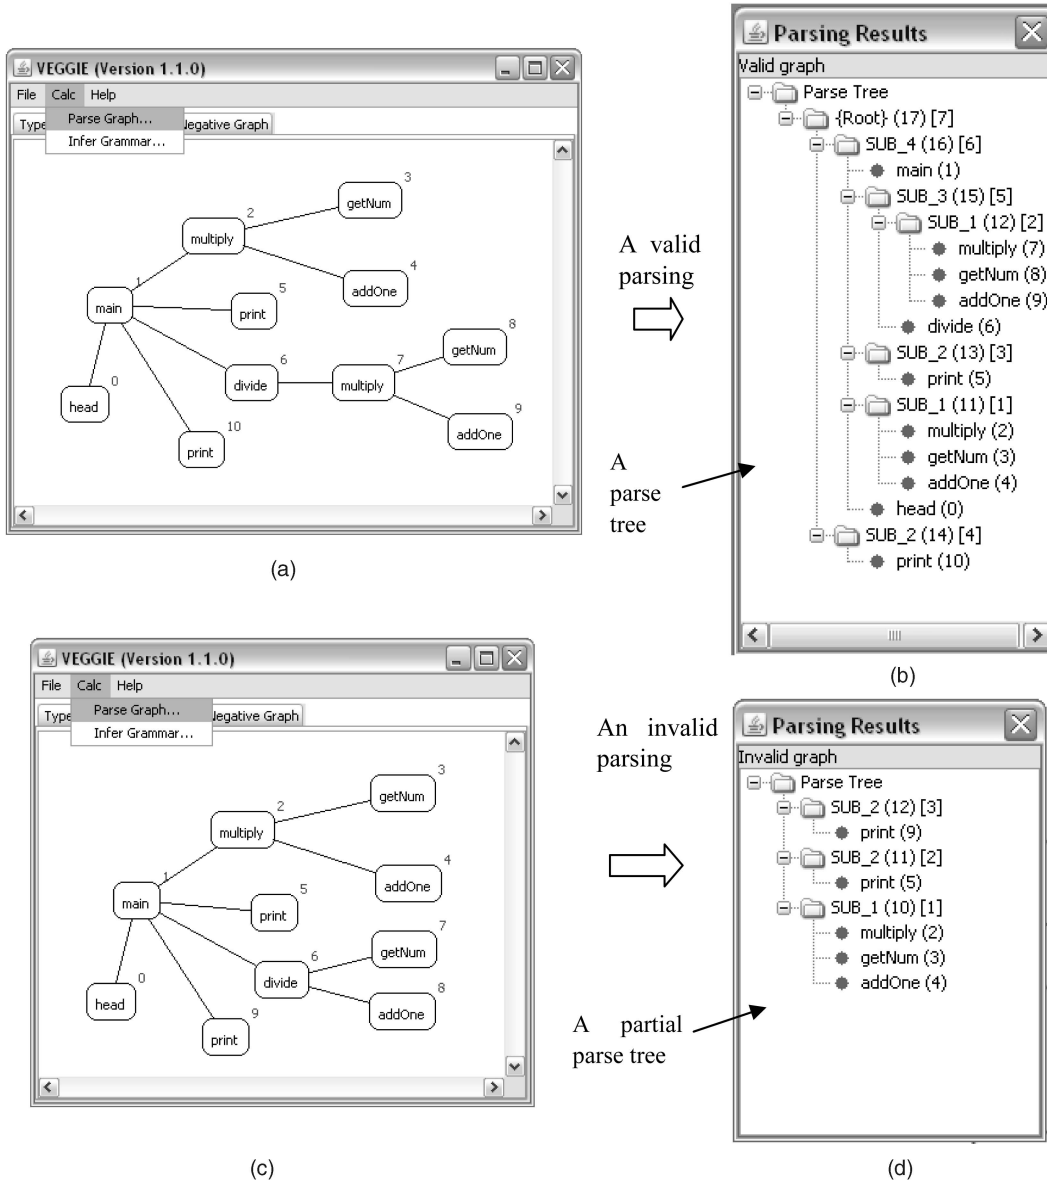 VEGGIE (Version 1.1.0)
File Calc Help
Parse Graph...
Type
Negative Graph
Infer Grammar...
3
getNum
2
multiply
4
addOne
1
main
5
print
8
getNum
6
divide
7
multiply
0
head
9
addOne
10
print
(a)
A valid
parsing
A
parse
tree
Parsing Results
Valid graph
Parse Tree
{Root} (17) [7]
SUB_4 (16) [6]
main (1)
SUB_3 (15) [5]
SUB_1 (12) [2]
multiply (7)
getNum (8)
addOne (9)
divide (6)
SUB_2 (13) [3]
print (5)
SUB_1 (11) [1]
multiply (2)
getNum (3)
addOne (4)
head (0)
SUB_2 (14) [4]
print (10)
(b)
VEGGIE (Version 1.1.0)
File Calc Help
Parse Graph...
Type
Negative Graph
Infer Grammar...
3
getNum
2
multiply
4
addOne
1
main
5
print
7
getNum
6
divide
8
addOne
0
head
9
print
(c)
An invalid
parsing
A partial
parse tree
Parsing Results
Invalid graph
Parse Tree
SUB_2 (12) [3]
print (9)
SUB_2 (11) [2]
print (5)
SUB_1 (10) [1]
multiply (2)
getNum (3)
addOne (4)
(d)